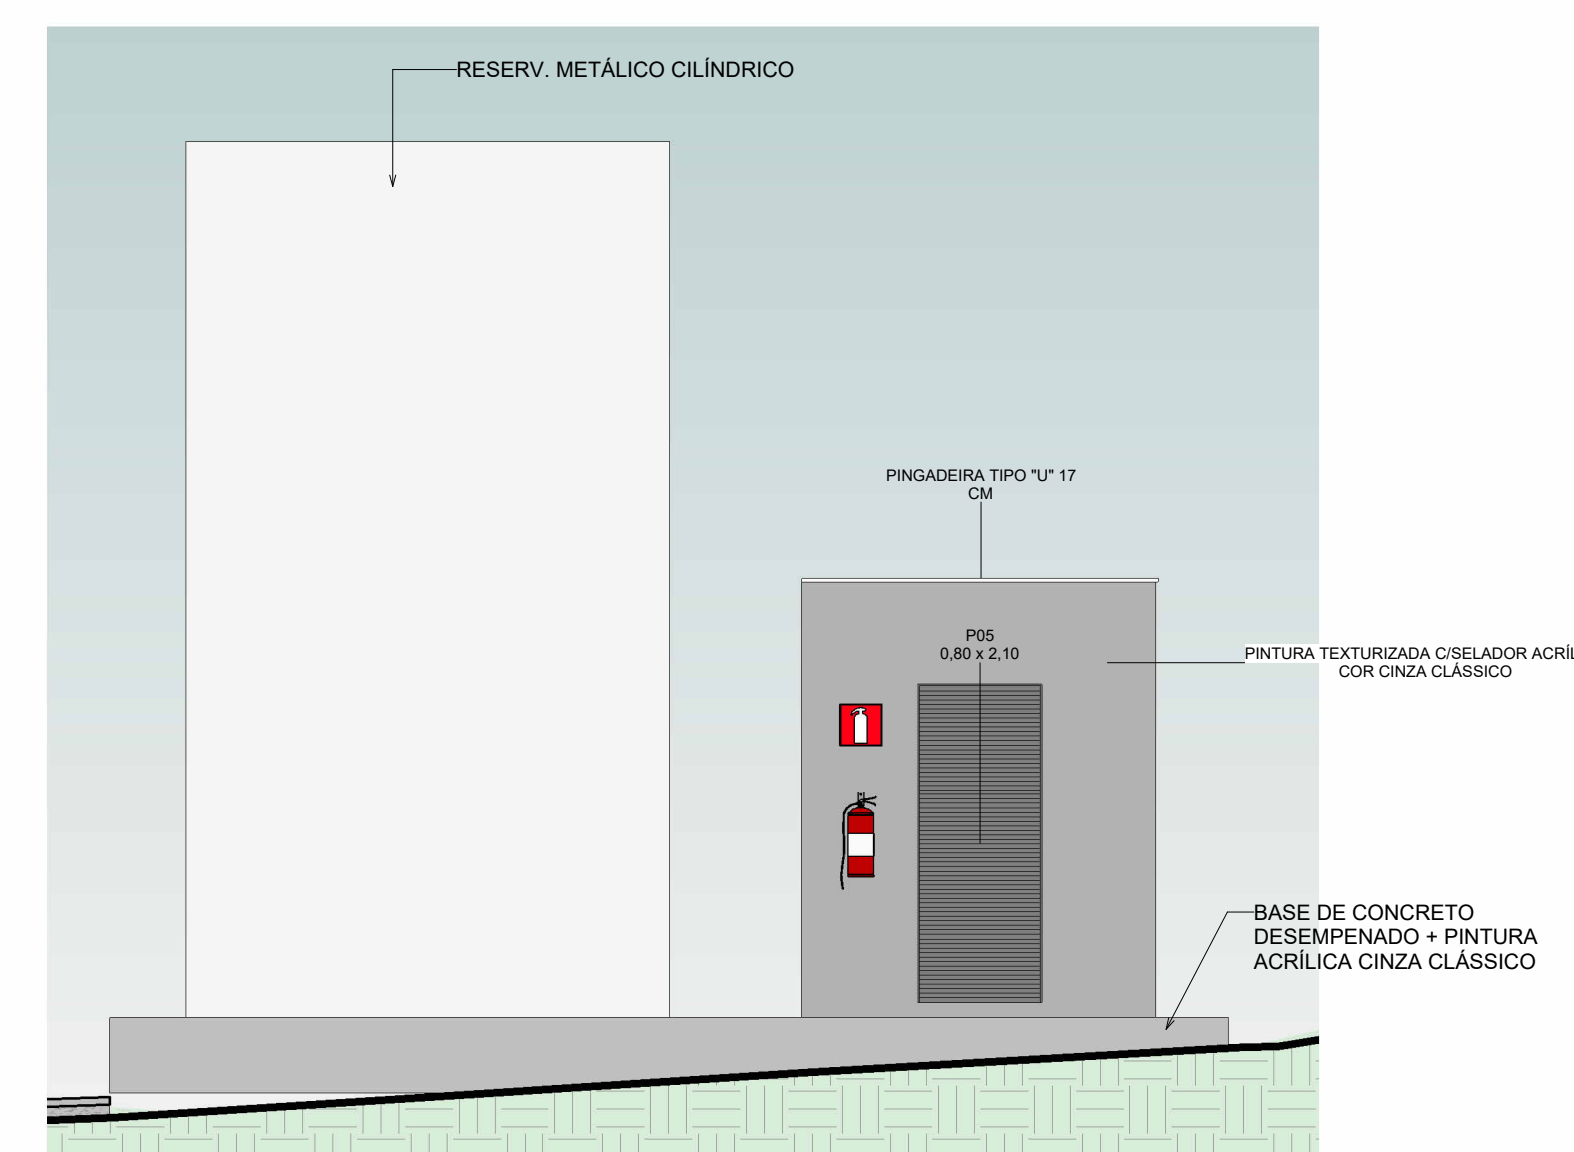 RESERV. METÁLICO CILÍNDRICO
PINGADEIRA TIPO "U" 17
CM
P05
0,80 x 2,10
PINTURA TEXTURIZADA C/SELADOR
COR CINZA CLÁSSICO
BASE DE CONCRETO
DESEMPENADO + PINTURA
ACRÍLICA CINZA CLÁSSICO